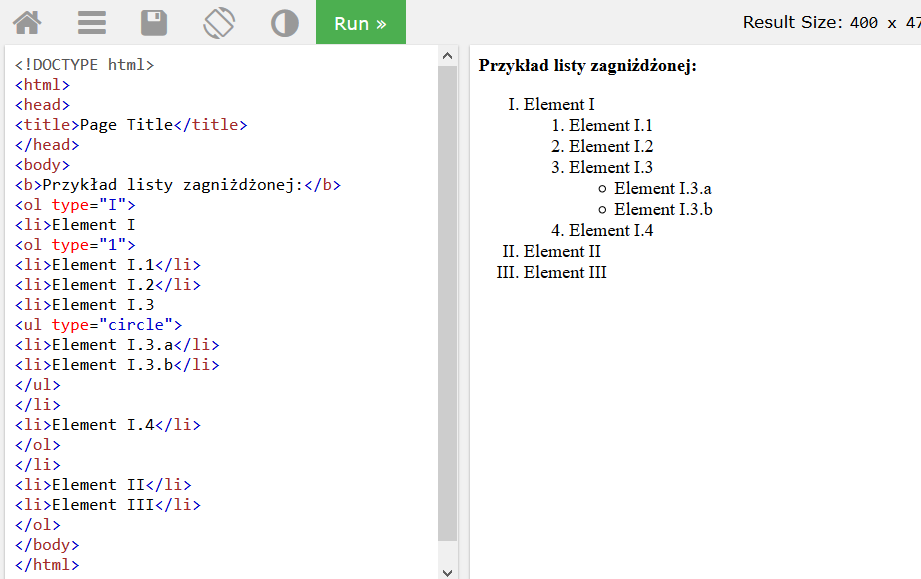 Run »
Result Size: 400 x 47
<!DOCTYPE html>
<html>
<head>
<title>Page Title</title>
</head>
<body>
<b>Przykład listy zagniżdżonej:</b>
<ol type="I">
<li>Element I
<ol type="1">
<li>Element I.1</li>
<li>Element I.2</li>
<li>Element I.3
<ul type="circle">
<li>Element I.3.a</li>
<li>Element I.3.b</li>
</ul>
</li>
<li>Element I.4</li>
</ol>
</li>
<li>Element II</li>
<li>Element III</li>
</ol>
</body>
</html>
Przykład listy zagniżdżonej:
I. Element I
1. Element I.1
2. Element I.2
3. Element I.3
Element I.3.a
Element I.3.b
4. Element I.4
II. Element II
III. Element III